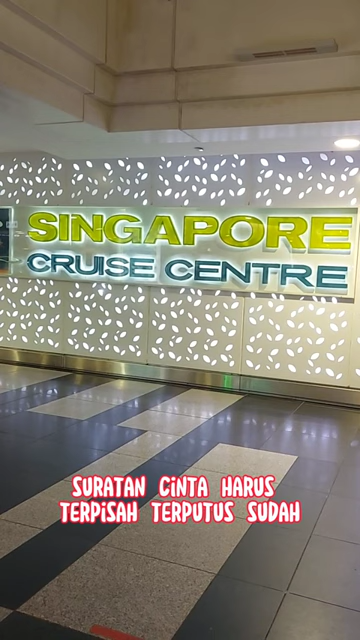 SINGAPORE
CRUISE CENTRE
SURATAN CINTA HARUS
TERPISAH TERPUTUS SUDAH